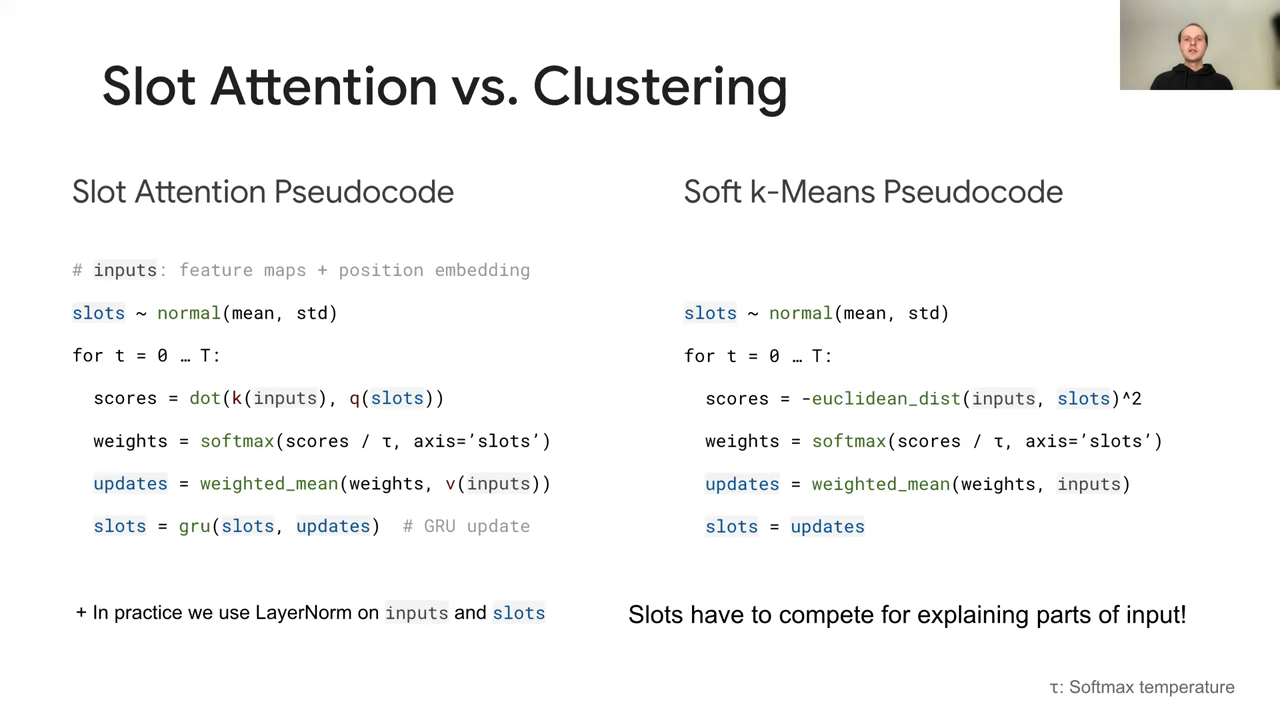 Slot Attention vs. Clustering
Slot Attention Pseudocode
# inputs: feature maps + position embedding
slots ~ normal(mean, std)
for t = 0 … T:
scores = dot(k(inputs), q(slots))
weights = softmax(scores / τ, axis=’slots’)
updates = weighted_mean(weights, v(inputs))
slots = gru(slots, updates) # GRU update
+ In practice we use LayerNorm on inputs and slots
Soft k-Means Pseudocode
slots ~ normal(mean, std)
for t = 0 … T:
scores = -euclidean_dist(inputs, slots)^2
weights = softmax(scores / τ, axis=’slots’)
updates = weighted_mean(weights, inputs)
slots = updates
Slots have to compete for explaining parts of input!
τ: Softmax temperature